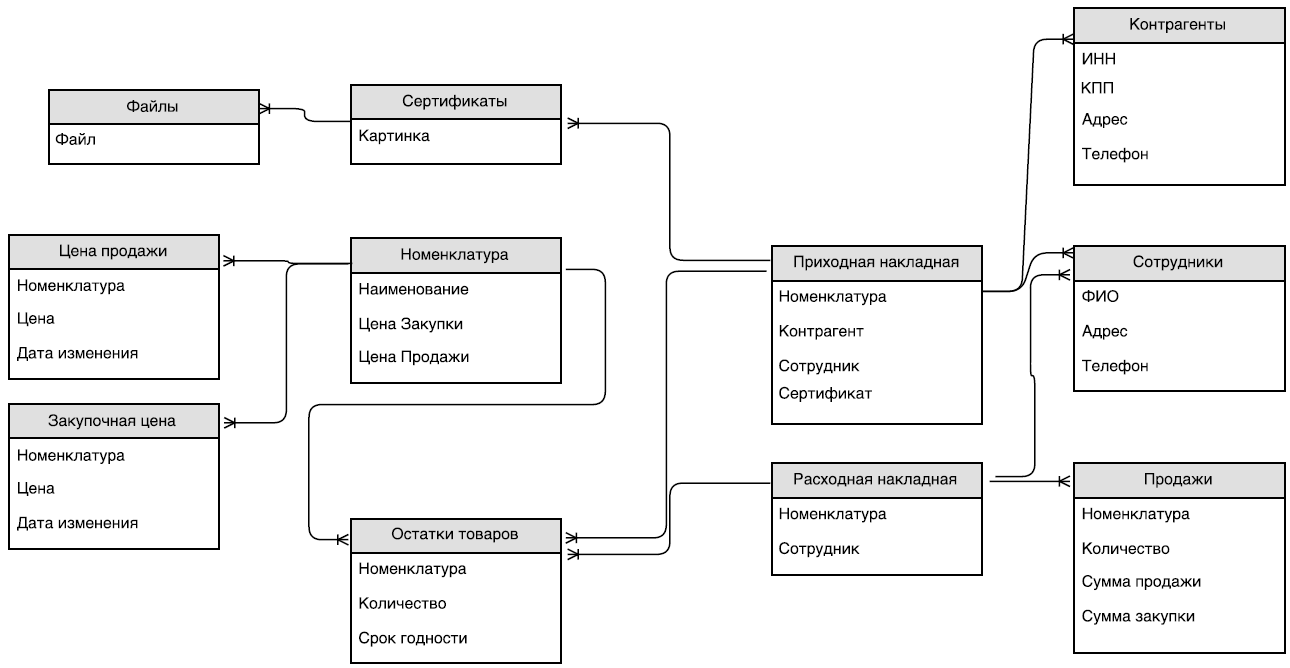 Контрагенты
ИНН
КПП
Адрес
Телефон
Файлы
Файл
Сертификаты
Картинка
Цена продажи
Номенклатура
Цена
Дата изменения
Номенклатура
Наименование
Цена Закупки
Цена Продажи
Приходная накладная
Номенклатура
Контрагент
Сотрудник
Сертификат
Сотрудники
ФИО
Адрес
Телефон
Закупочная цена
Номенклатура
Цена
Дата изменения
Остатки товаров
Номенклатура
Количество
Срок годности
Расходная накладная
Номенклатура
Сотрудник
Продажи
Номенклатура
Количество
Сумма продажи
Сумма закупки